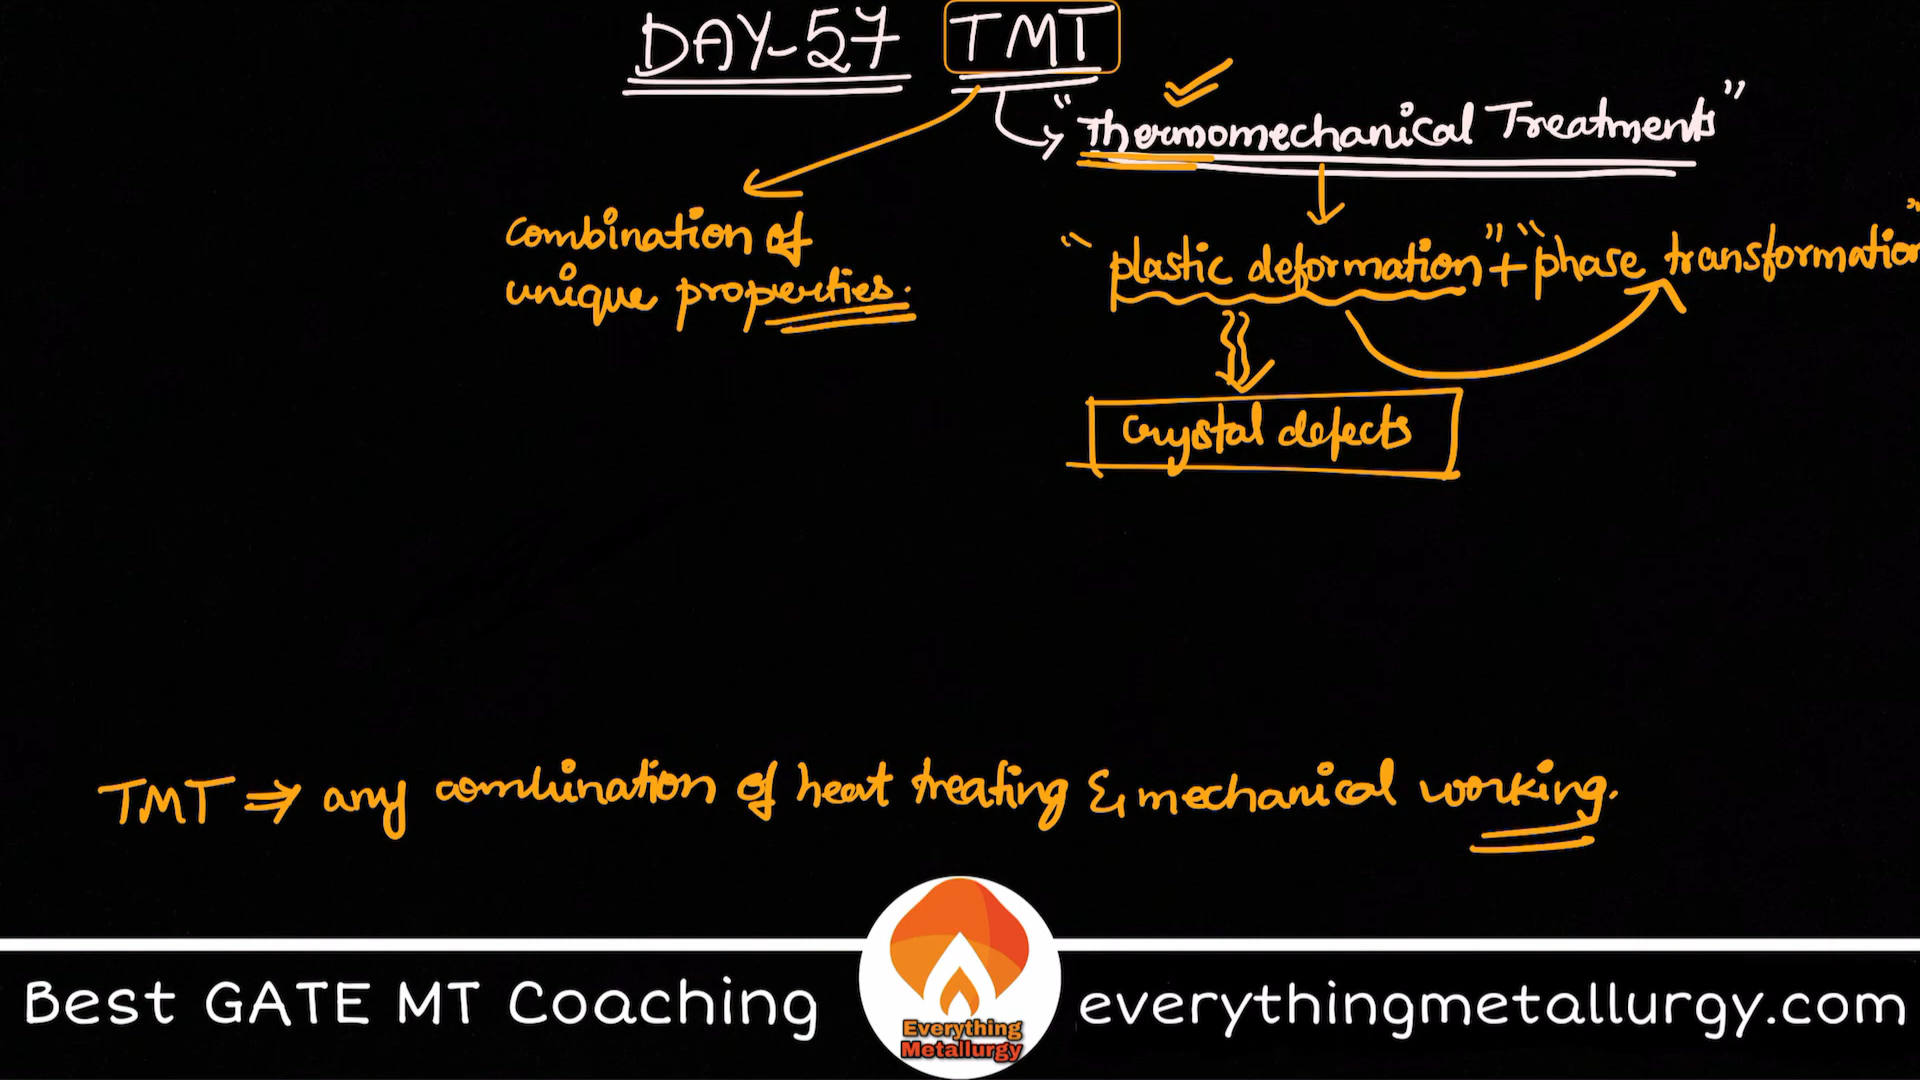 DAY-57 TMT
"Thermomechanical Treatments"
combination of
unique properties.
"plastic deformation" + "phase transformation"
Crystal defects
TMT ⇒ any combination of heat treating & mechanical working.
Best GATE MT Coaching
Everything
Metallurgy
everythingmetallurgy.com